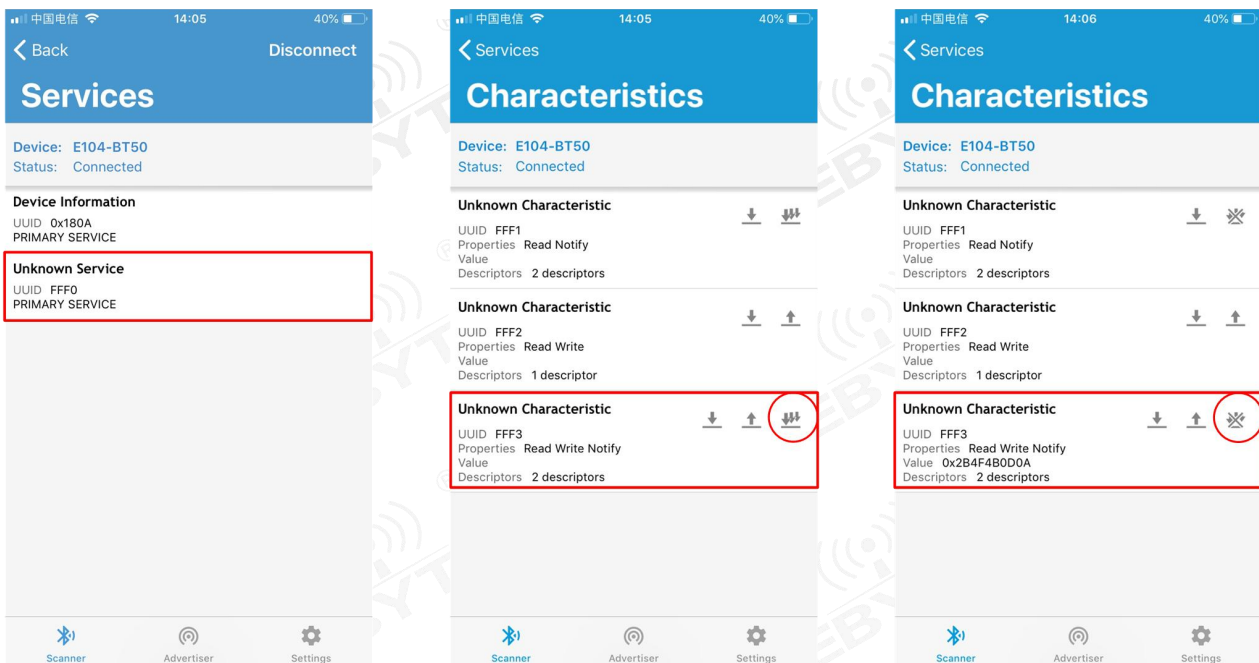 中国电信 14:05 40%
Back Disconnect
Services
Device: E104-BT50
Status: Connected
Device Information
UUID 0x180A
PRIMARY SERVICE
Unknown Service
UUID FFF0
PRIMARY SERVICE
Scanner Advertiser Settings
中国电信 14:05 40%
Services
Characteristics
Device: E104-BT50
Status: Connected
Unknown Characteristic
UUID FFF1
Properties Read Notify
Value
Descriptors 2 descriptors
Unknown Characteristic
UUID FFF2
Properties Read Write
Value
Descriptors 1 descriptor
Unknown Characteristic
UUID FFF3
Properties Read Write Notify
Value
Descriptors 2 descriptors
Scanner Advertiser Settings
中国电信 14:06 40%
Services
Characteristics
Device: E104-BT50
Status: Connected
Unknown Characteristic
UUID FFF1
Properties Read Notify
Value
Descriptors 2 descriptors
Unknown Characteristic
UUID FFF2
Properties Read Write
Value
Descriptors 1 descriptor
Unknown Characteristic
UUID FFF3
Properties Read Write Notify
Value 0x2B4F4B0D0A
Descriptors 2 descriptors
Scanner Advertiser Settings